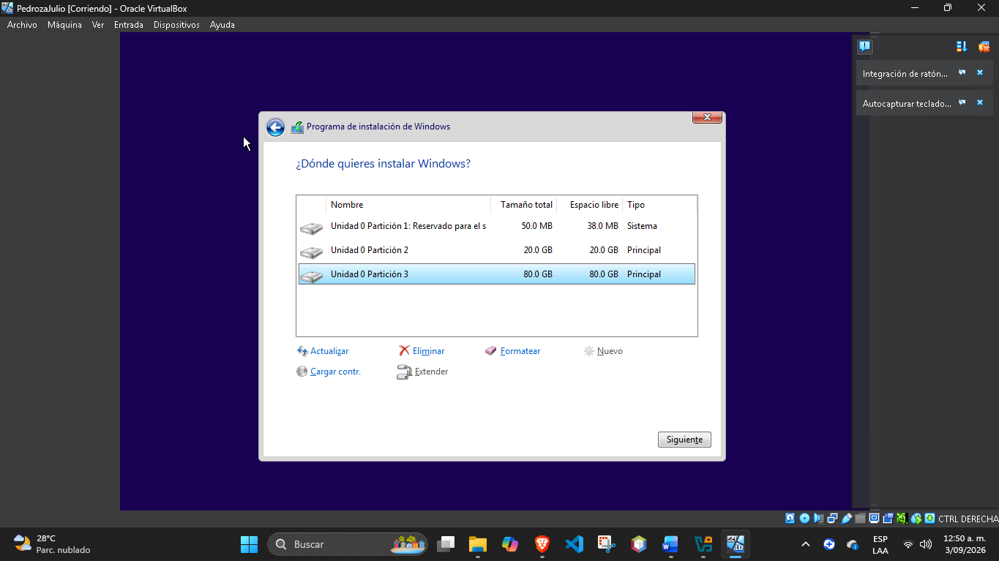 PedrozaJulio [Corriendo] - Oracle VirtualBox
Archivo Máquina Ver Entrada Dispositivos Ayuda
Integración de ratón...
Autocapturar teclado...
Programa de instalación de Windows
¿Dónde quieres instalar Windows?
Nombre Tamaño total Espacio libre Tipo
Unidad 0 Partición 1: Reservado para el s 50.0 MB 38.0 MB Sistema
Unidad 0 Partición 2 20.0 GB 20.0 GB Principal
Unidad 0 Partición 3 80.0 GB 80.0 GB Principal
Actualizar Eliminar Formatear Nuevo
Cargar contr. Extender
Siguiente
CTRL DERECHA
28°C
Parc. nublado
Buscar
ESP
LAA
12:50 a. m.
3/09/2026